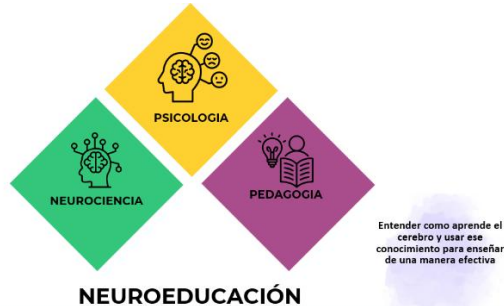 PSICOLOGIA
NEUROCIENCIA
PEDAGOGIA
Entender como aprende el
cerebro y usar ese
conocimiento para enseñar
de una manera efectiva
NEUROEDUCACIÓN